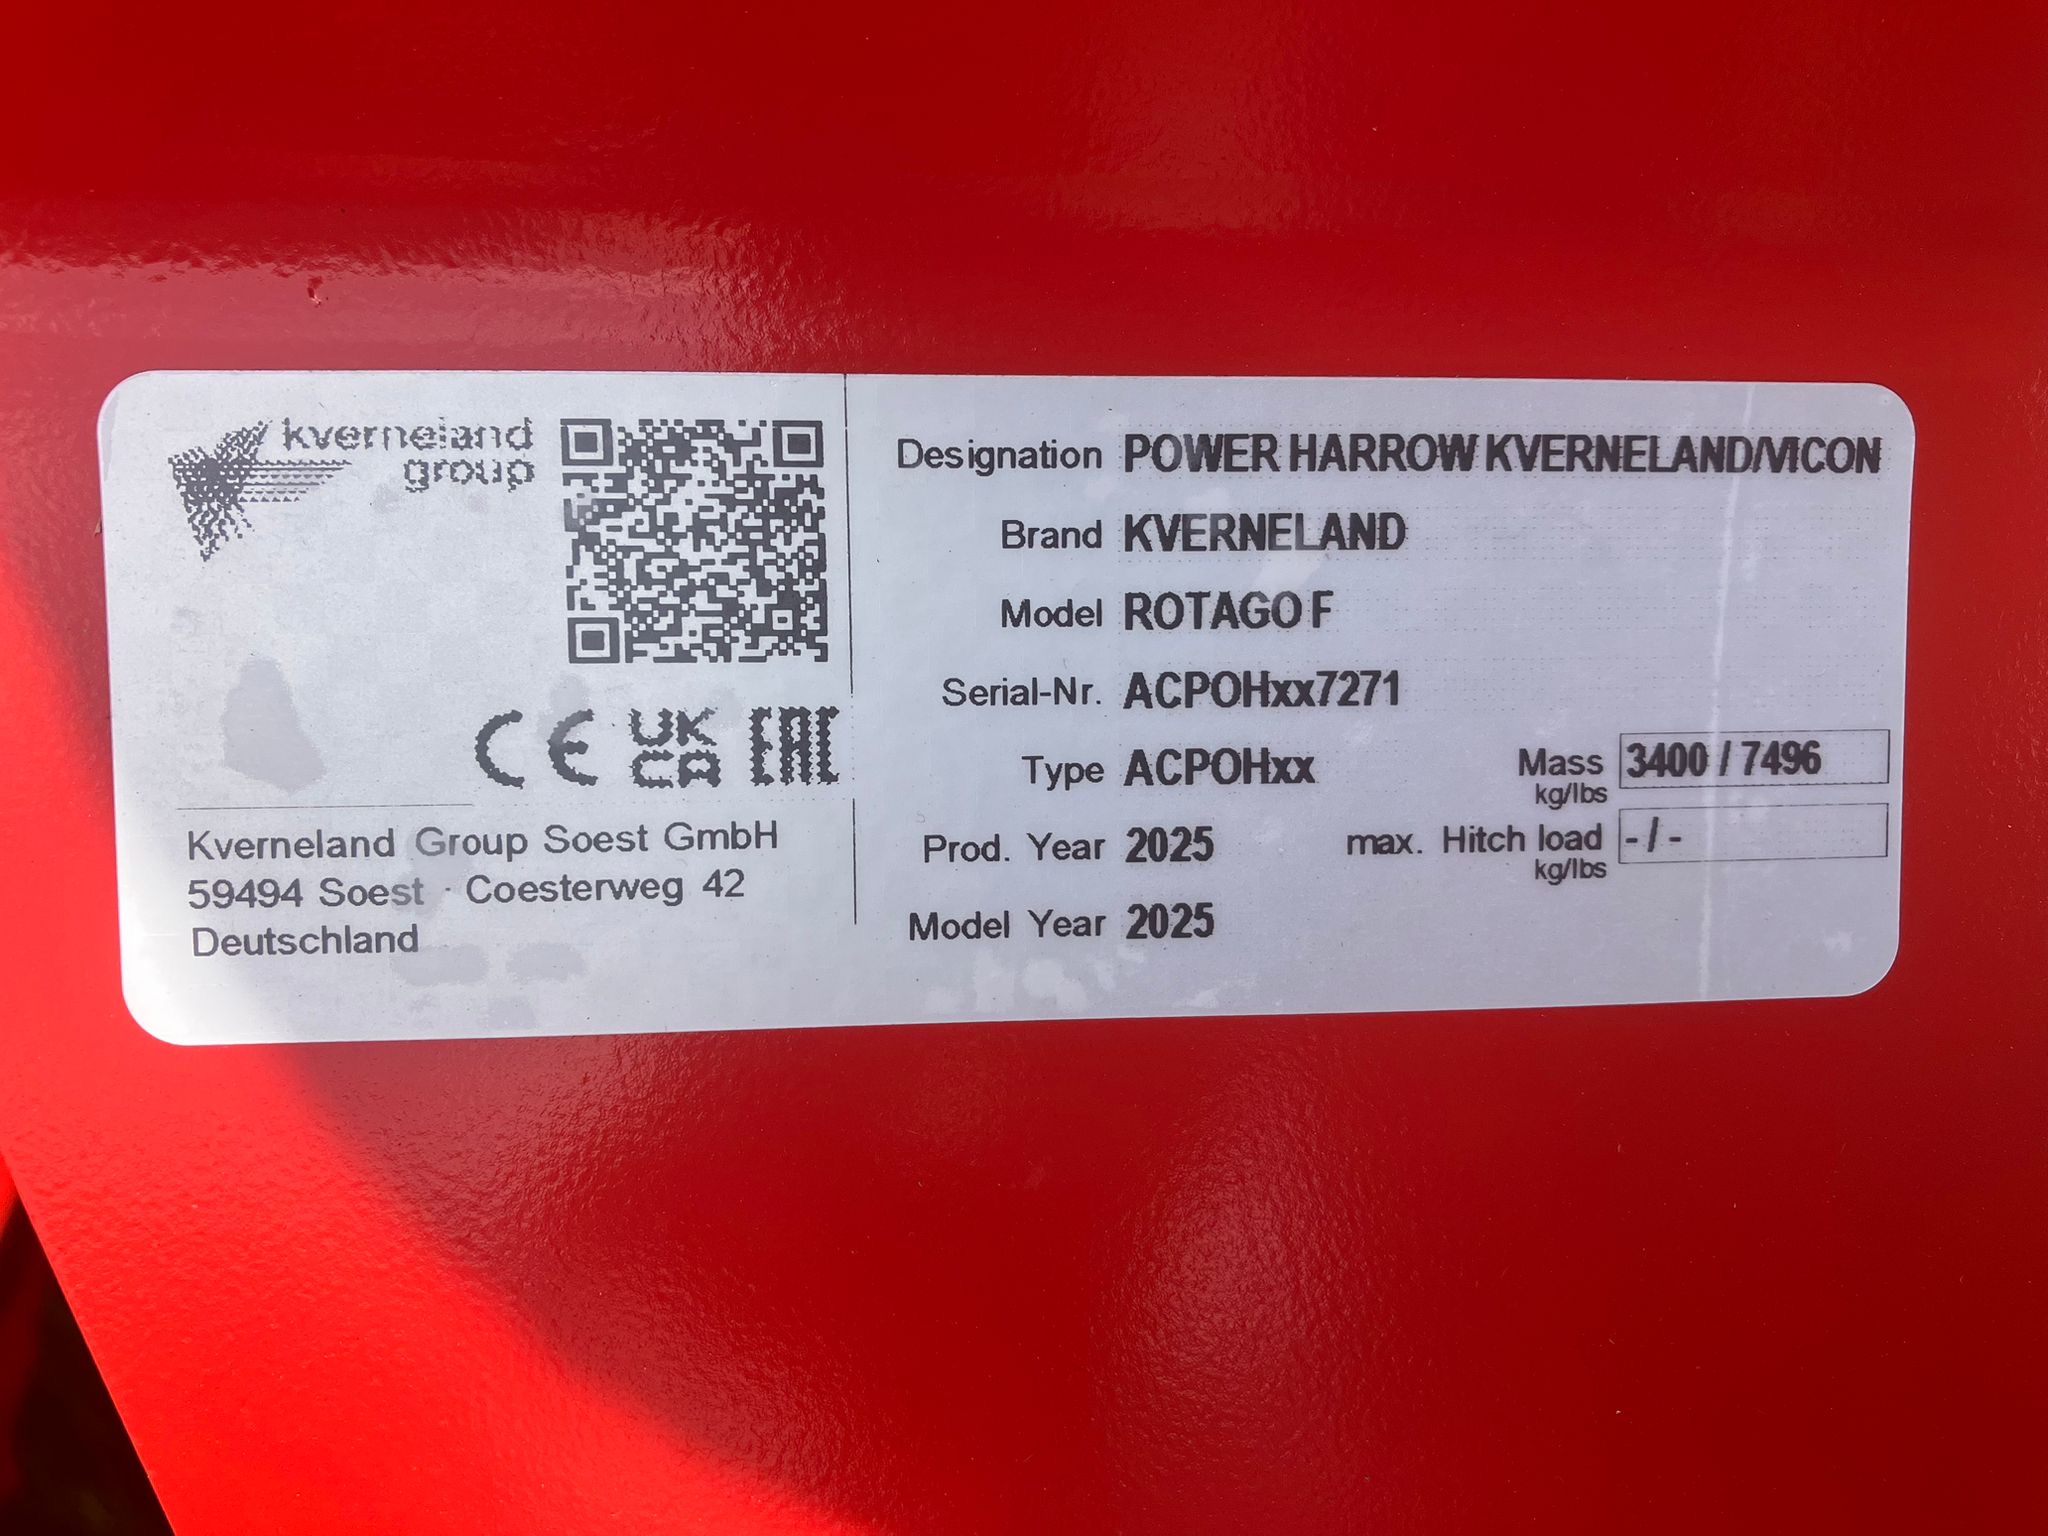 kverneland
group
CE UK CA EAC
Kverneland Group Soest GmbH
59494 Soest · Coesterweg 42
Deutschland
Designation POWER HARROW KVERNELAND/VICON
Brand KVERNELAND
Model ROTAGO F
Serial-Nr. ACPOHxx7271
Type ACPOHxx
Mass 3400 / 7496
kg/lbs
Prod. Year 2025
max. Hitch load - / -
kg/lbs
Model Year 2025